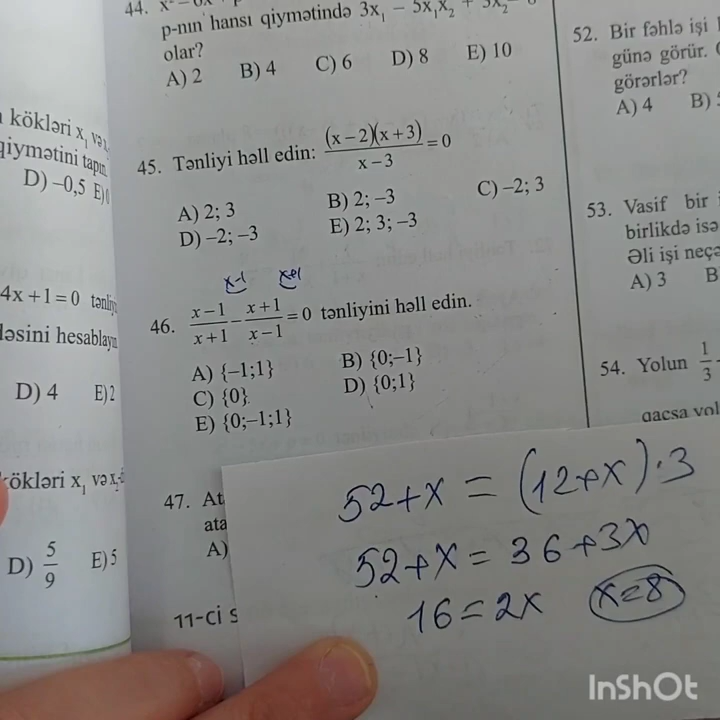 44.
p-nın hansı qiymətində 3x₁ − 5x₁x₂ +
olar?
A) 2 B) 4 C) 6 D) 8 E) 10
kökləri x₁ və
qiymətini tapın.
D) −0,5 E)
45. Tənliyi həll edin: (x − 2)(x + 3)/(x − 3) = 0
A) 2; 3 B) 2; −3 C) −2; 3
D) −2; −3 E) 2; 3; −3
4x + 1 = 0
hesablayın
D) 4 E) 2
x-1 x+1
46. (x − 1)/(x + 1) − (x + 1)/(x − 1) = 0 tənliyini həll edin.
A) {−1;1} B) {0;−1}
C) {0} D) {0;1}
E) {0;−1;1}
kökləri x₁ və
D) 5/9 E) 5
47.
A)
11-ci
52. Bir fəhlə işi
günə görür.
görərlər?
A) 4 B)
53. Vasif bir
birlikdə isə
Əli işi neçə
A) 3 B
54. Yolun 1/3
qaçsa yol
52+x = (12+x)·3
52+x = 36+3x
16 = 2x x=8
InShOt